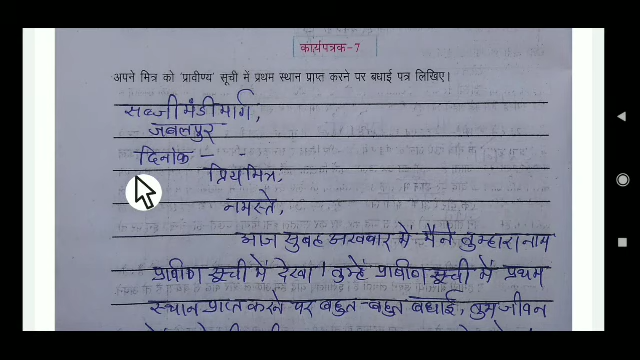 कार्यपत्रक-7
अपने मित्र को 'प्रावीण्य' सूची में प्रथम स्थान प्राप्त करने पर बधाई पत्र लिखिए।
सब्जी मंडी मार्ग,
जबलपुर
दिनांक - -
प्रिय मित्र,
नमस्ते,
आज सुबह अखबार में मैंने तुम्हारा नाम
प्रावीण सूची में देखा। तुम्हें प्रावीण सूची में प्रथम
स्थान प्राप्त करने पर बहुत-बहुत बधाई, तुम जीवन